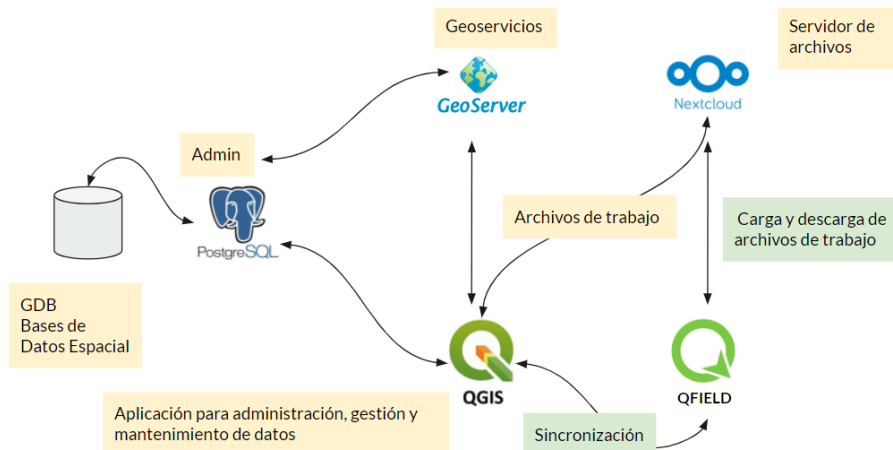 Geoservicios
Servidor de
archivos
GeoServer
Nextcloud
Admin
PostgreSQL
Archivos de trabajo
Carga y descarga de
archivos de trabajo
GDB
Bases de
Datos Espacial
QGIS
QFIELD
Aplicación para administración, gestión y
mantenimiento de datos
Sincronización